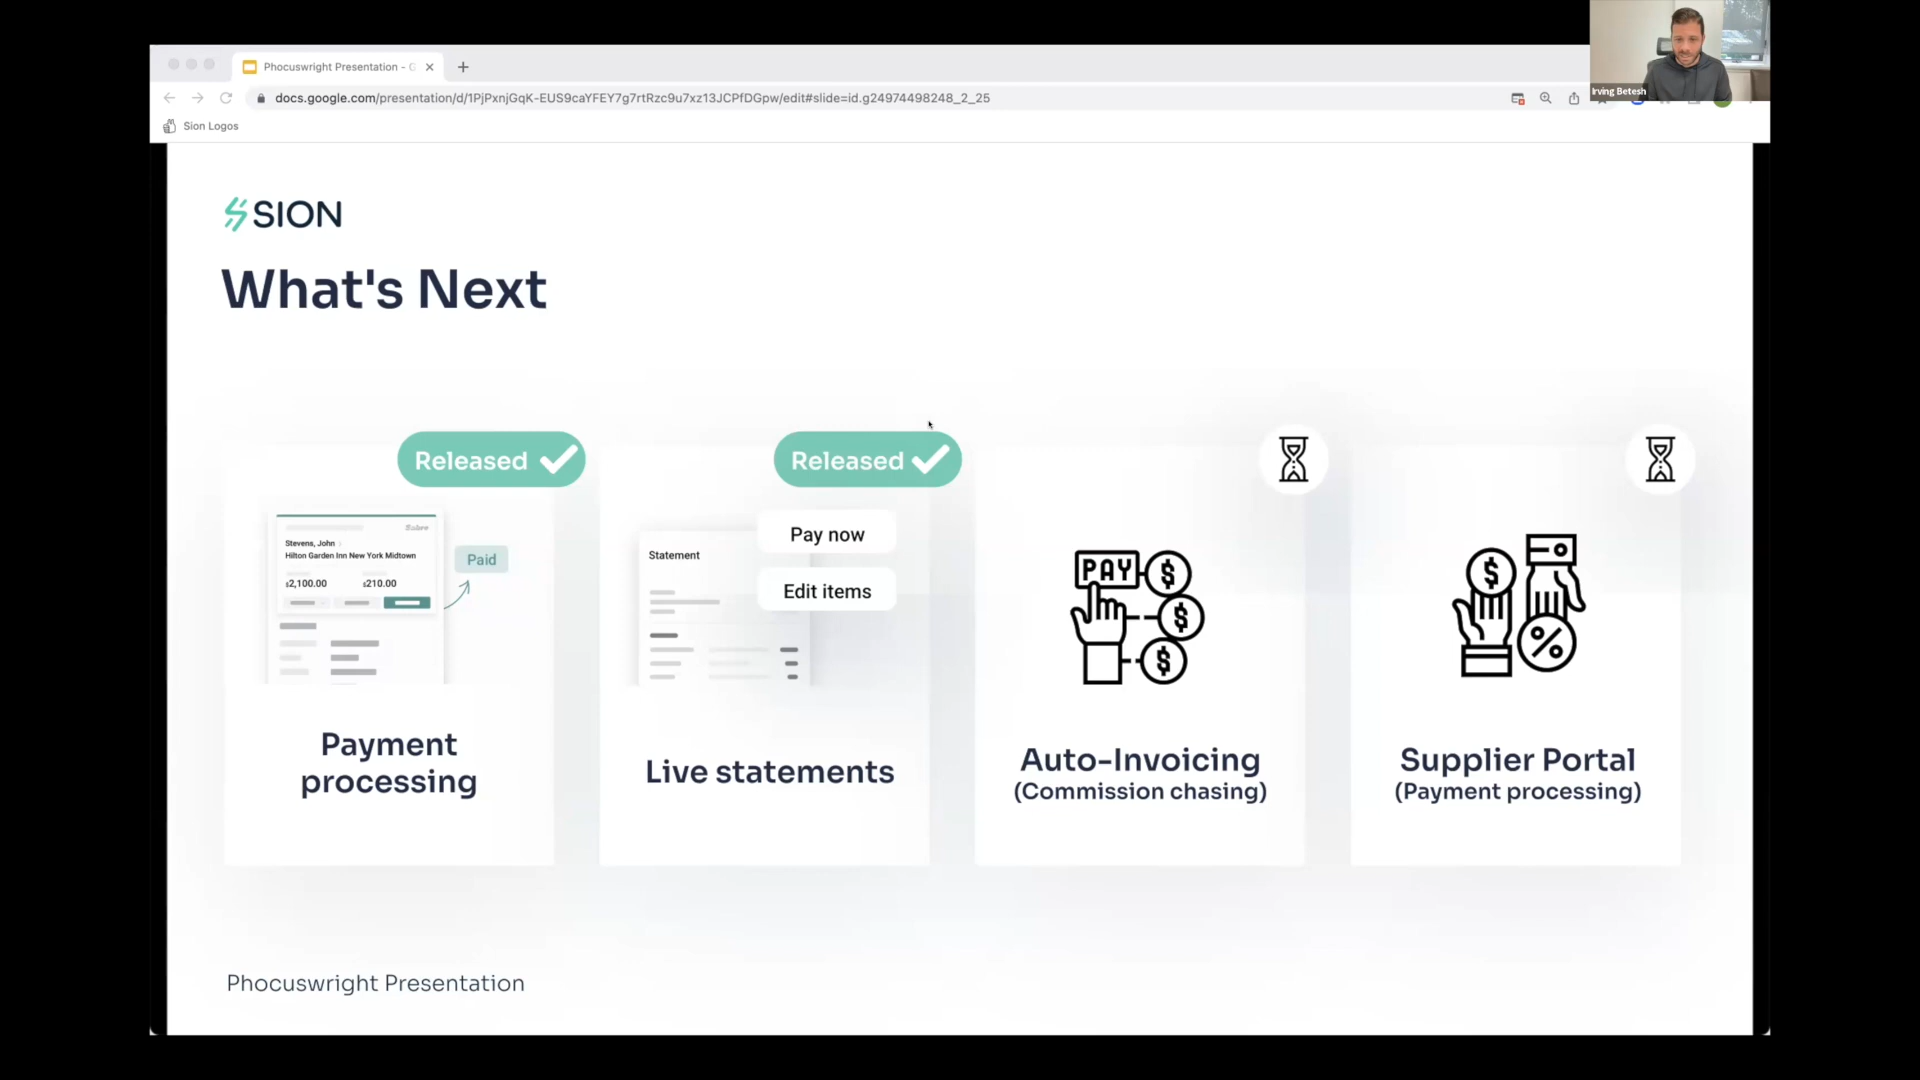 Phocuswright Presentation - G
docs.google.com/presentation/d/1PjPxnjGqK-EUS9caYFEY7g7rtRzc9u7xz13JCPfDGpw/edit#slide=id.g24974498248_2_25
Irving Betesh
Sion Logos
SION
What's Next
Released
Sabre
Stevens, John
Hilton Garden Inn New York Midtown
$2,100.00 $210.00
Paid
Payment
processing
Released
Statement
Pay now
Edit items
Live statements
PAY $
$
$
Auto-Invoicing
(Commission chasing)
$
%
Supplier Portal
(Payment processing)
Phocuswright Presentation